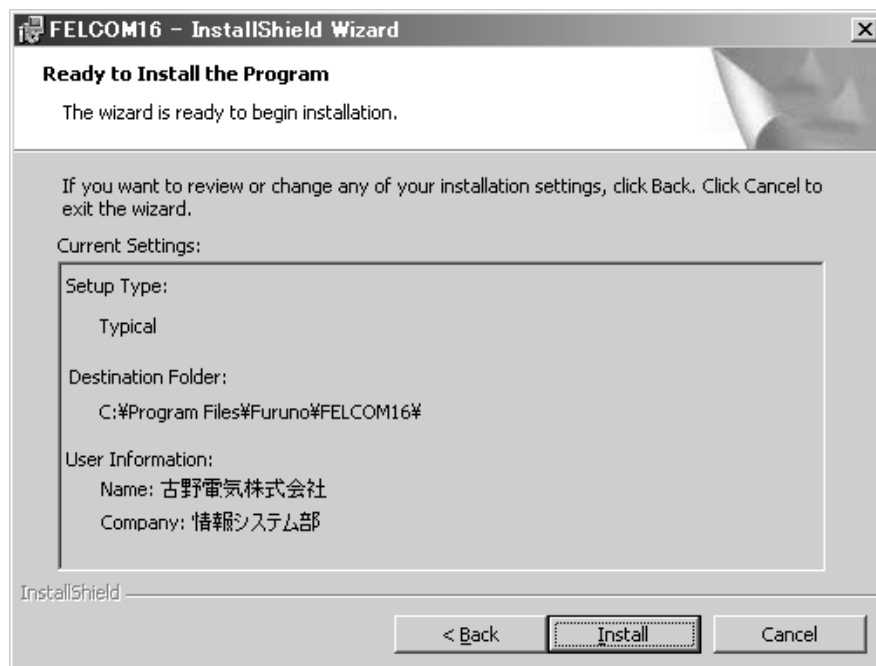 FELCOM16 - InstallShield Wizard
Ready to Install the Program
The wizard is ready to begin installation.
If you want to review or change any of your installation settings, click Back. Click Cancel to
exit the wizard.
Current Settings:
Setup Type:
Typical
Destination Folder:
C:¥Program Files¥Furuno¥FELCOM16¥
User Information:
Name: 古野電気株式会社
Company: 情報システム部
InstallShield
< Back
Install
Cancel